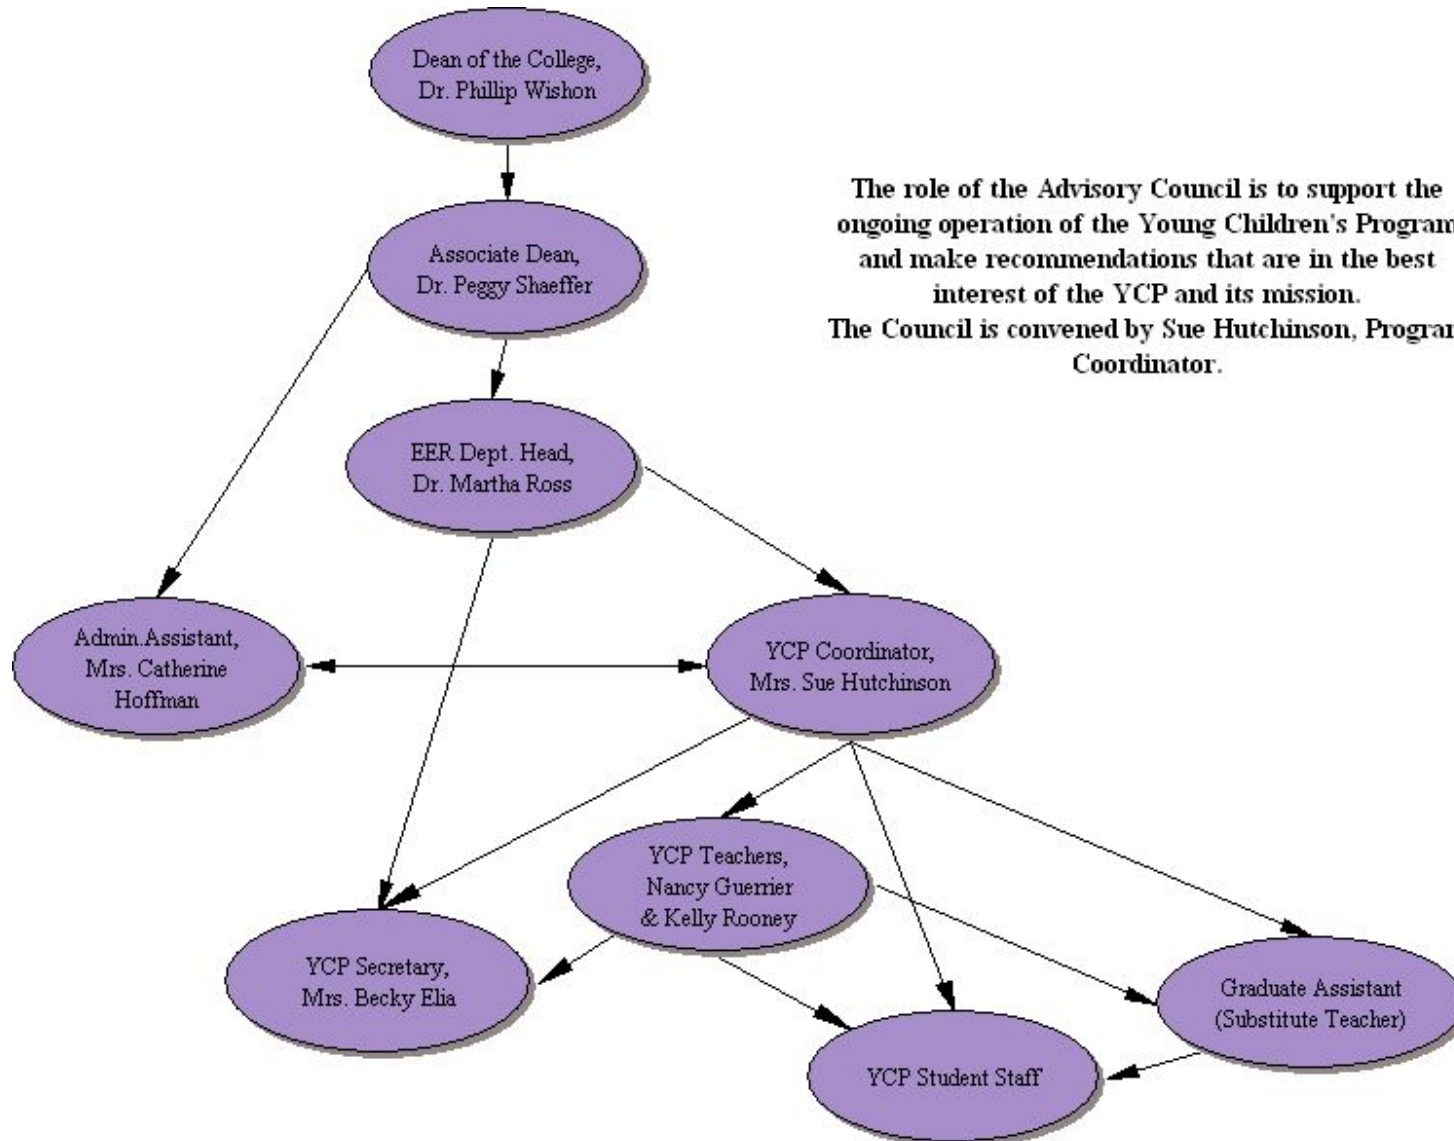 Dean of the College,
Dr. Phillip Wishon
Associate Dean,
Dr. Peggy Shaeffer
The role of the Advisory Council is to support the
ongoing operation of the Young Children's Program
and make recommendations that are in the best
interest of the YCP and its mission.
The Council is convened by Sue Hutchinson, Program
Coordinator.
EER Dept. Head,
Dr. Martha Ross
Admin.Assistant,
Mrs. Catherine
Hoffman
YCP Coordinator,
Mrs. Sue Hutchinson
YCP Teachers,
Nancy Guerrier
& Kelly Rooney
YCP Secretary,
Mrs. Becky Elia
Graduate Assistant
(Substitute Teacher)
YCP Student Staff